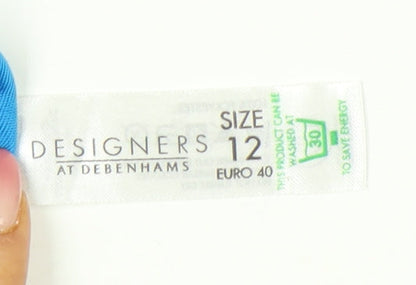 DESIGNERS
AT DEBENHAMS
SIZE
12
EURO 40
THIS PRODUCT CAN BE
WASHED AT
30
TO SAVE ENERGY